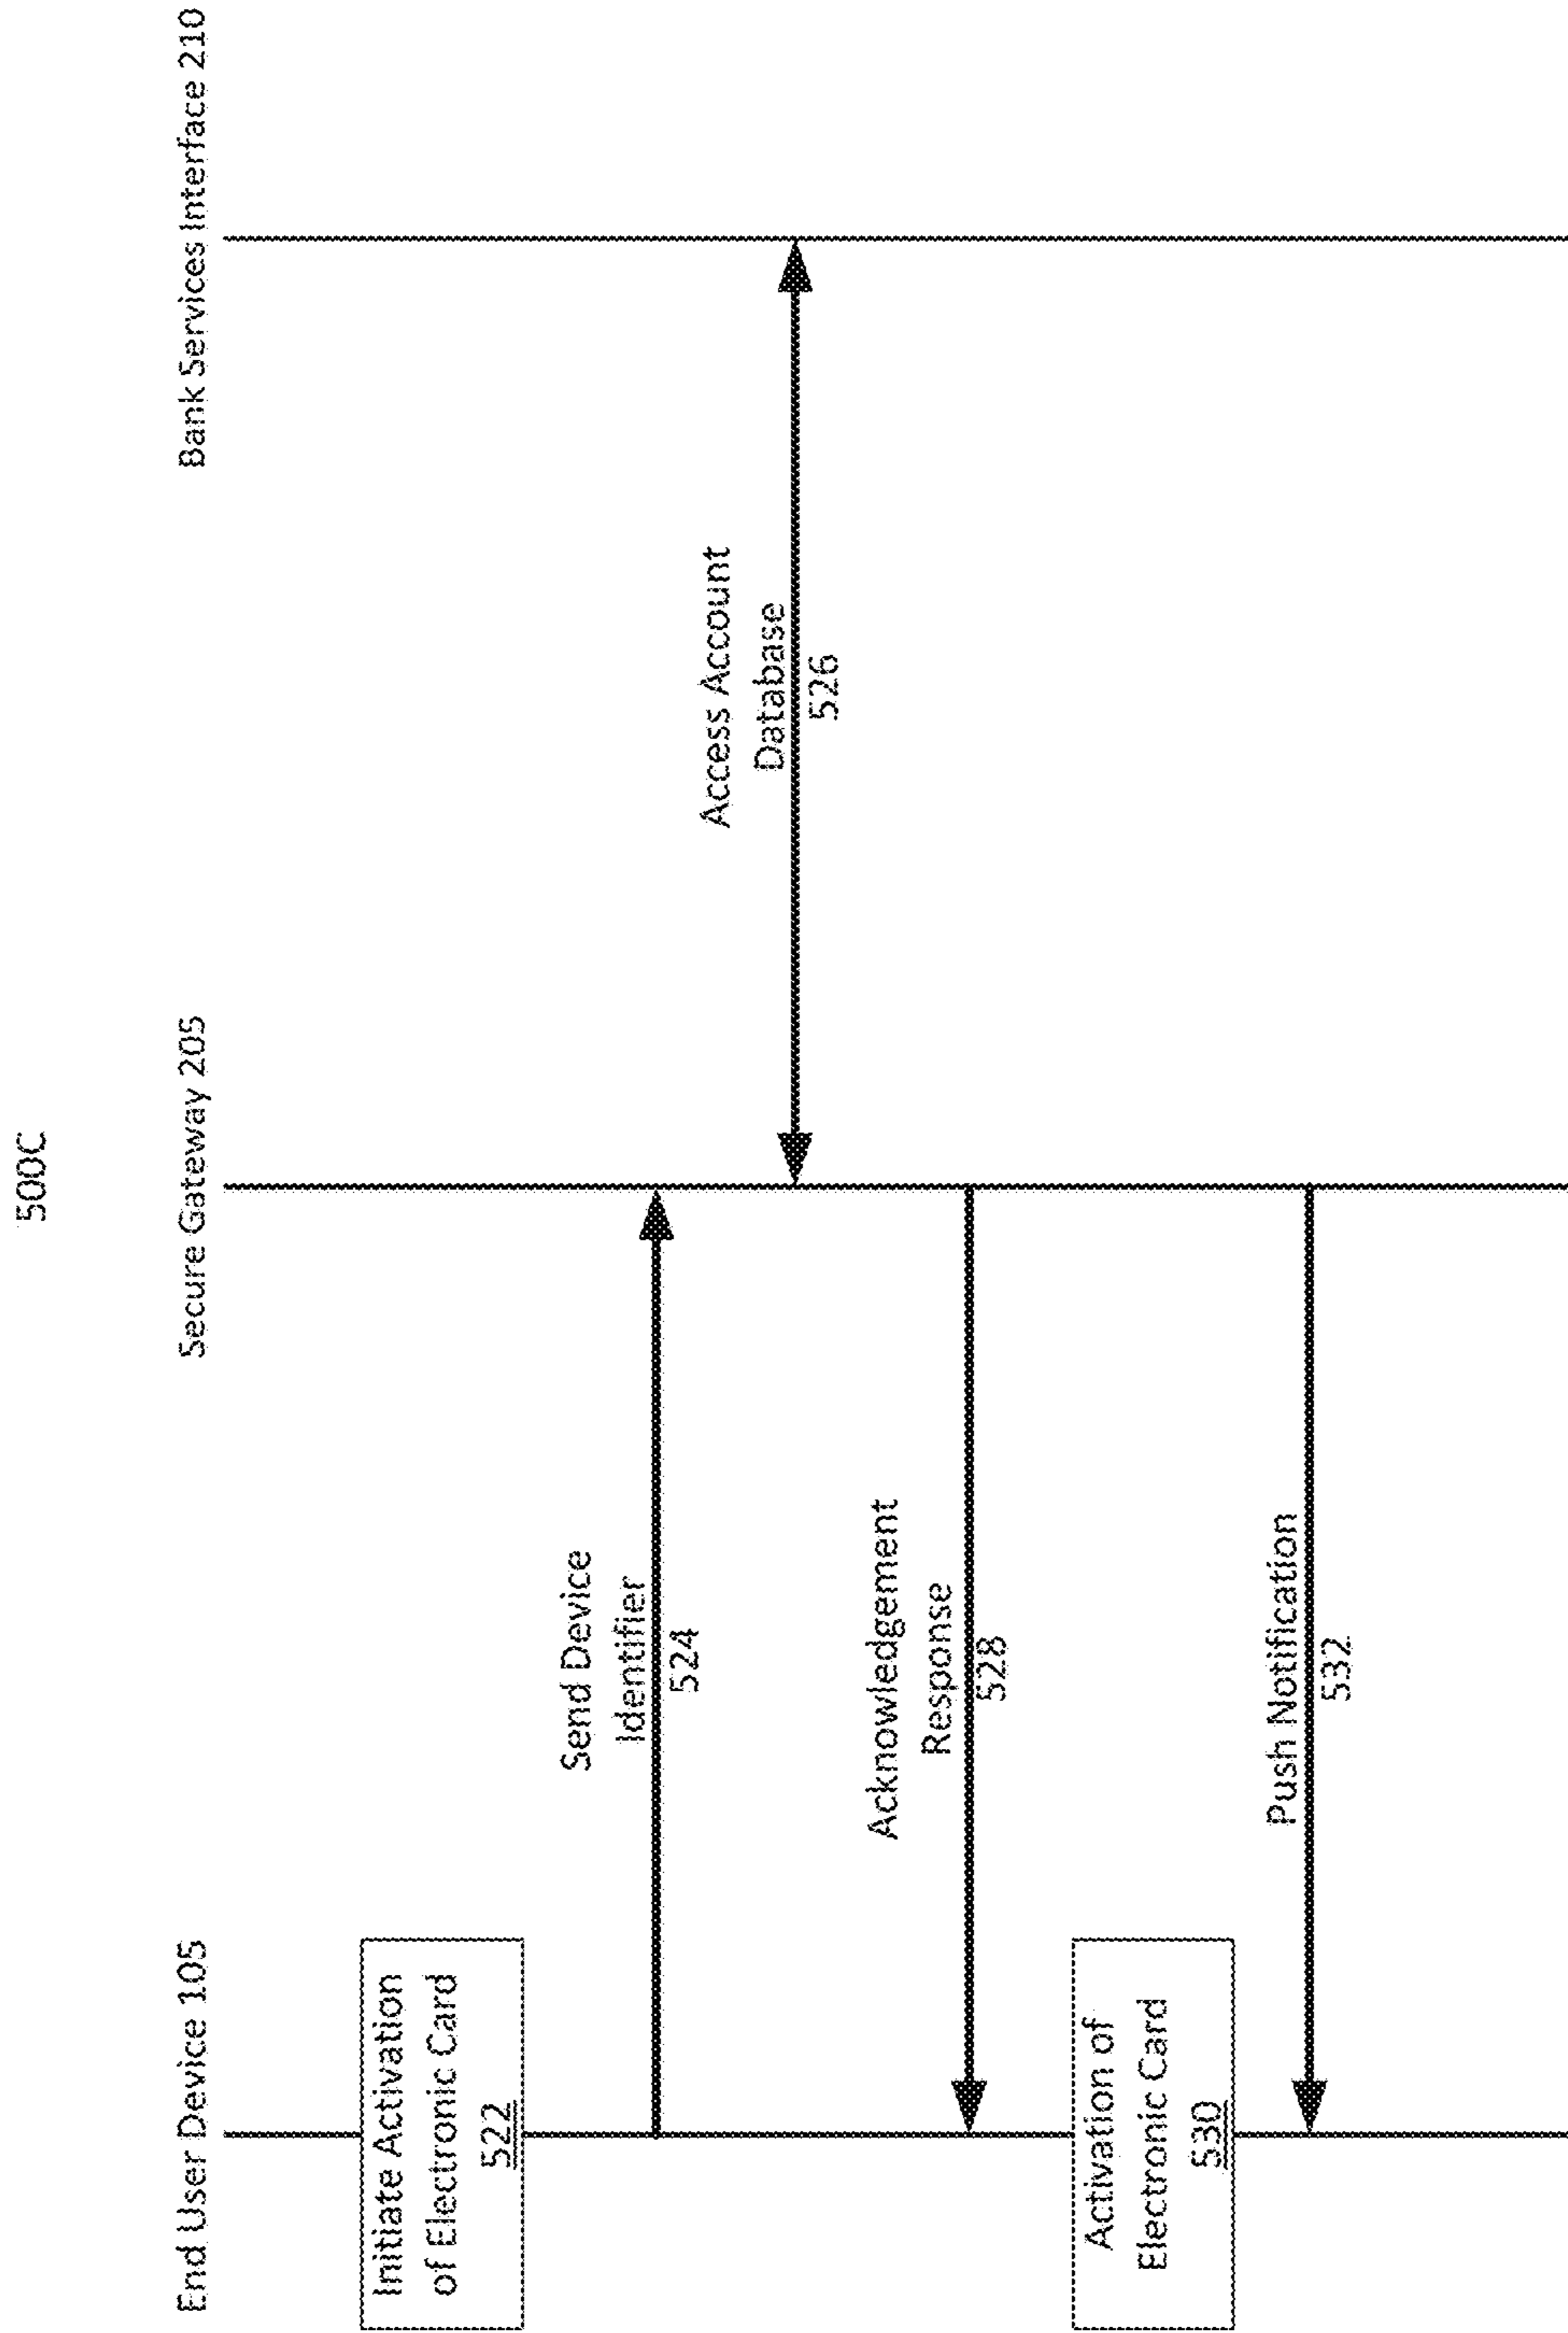 500C
End User Device 105
Secure Gateway 205
Bank Services Interface 210
Initiate Activation
of Electronic Card
522
Send Device
Identifier
524
Access Account
Database
526
Acknowledgement
Response
528
Activation of
Electronic Card
530
Push Notification
532